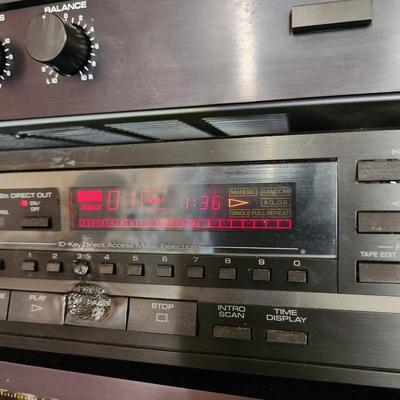 BALANCE
L
10
R
Bit DIRECT OUT
ON /
OFF
TRACK
01
1:36
MANUAL
RANDOM
SINGLE FULL REPEAT
10-Key Direct Access Music Selection
1 2 3 4 5 6 7 8 9 0
TAPE EDIT
PLAY
STOP
INTRO
SCAN
TIME
DISPLAY